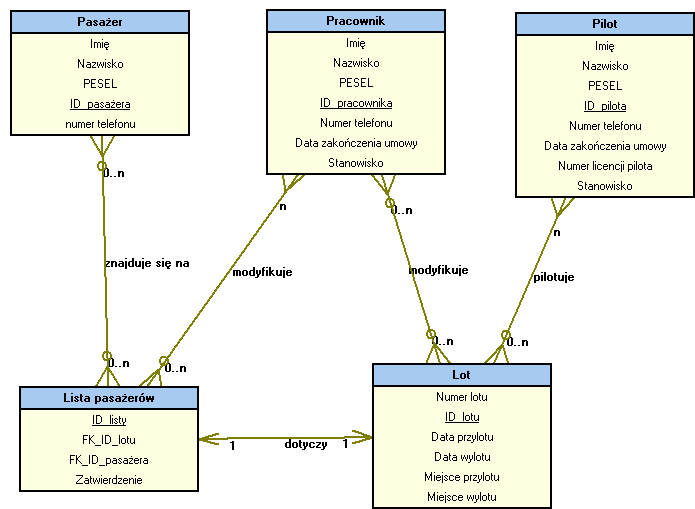 Pasażer
Imię
Nazwisko
PESEL
ID_pasażera
numer telefonu
Pracownik
Imię
Nazwisko
PESEL
ID_pracownika
Numer telefonu
Data zakończenia umowy
Stanowisko
Pilot
Imię
Nazwisko
PESEL
ID_pilota
Numer telefonu
Data zakończenia umowy
Numer licencji pilota
Stanowisko
0..n
n
0..n
n
znajduje się na
modyfikuje
modyfikuje
pilotuje
0..n
0..n
0..n
0..n
Lista pasażerów
ID_listy
FK_ID_lotu
FK_ID_pasażera
Zatwierdzenie
1
dotyczy
1
Lot
Numer lotu
ID_lotu
Data przylotu
Data wylotu
Miejsce przylotu
Miejsce wylotu